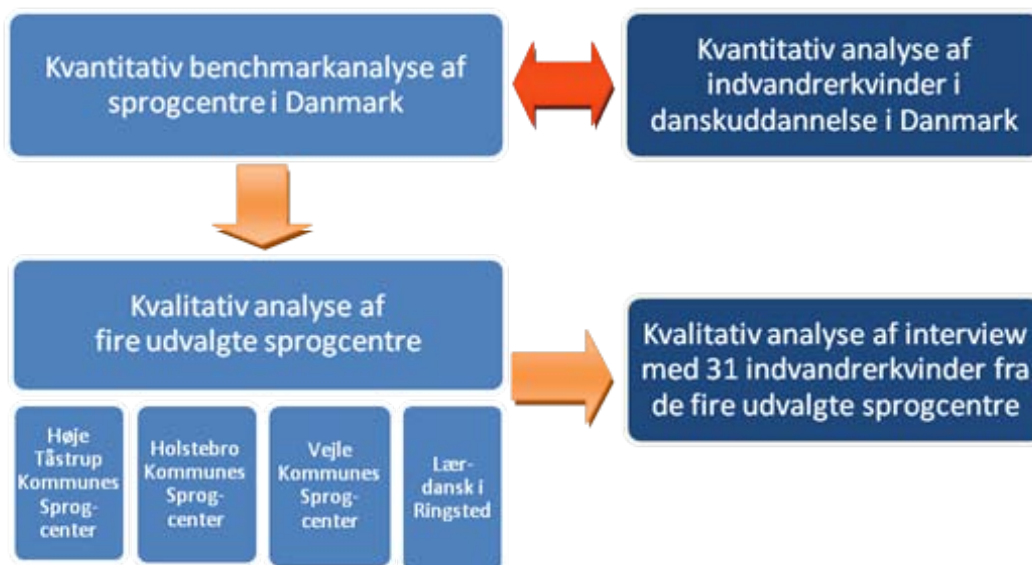 Kvantitativ benchmarkanalyse af
sprogcentre i Danmark
Kvantitativ analyse af
indvandrerkvinder i
danskuddannelse i Danmark
Kvalitativ analyse af
fire udvalgte sprogcentre
Kvalitativ analyse af interview
med 31 indvandrerkvinder fra
de fire udvalgte sprogcentre
Høje
Tåstrup
Kommunes
Sprog-
center
Holstebro
Kommunes
Sprog-
center
Vejle
Kommunes
Sprog-
center
Lær-
dansk i
Ringsted